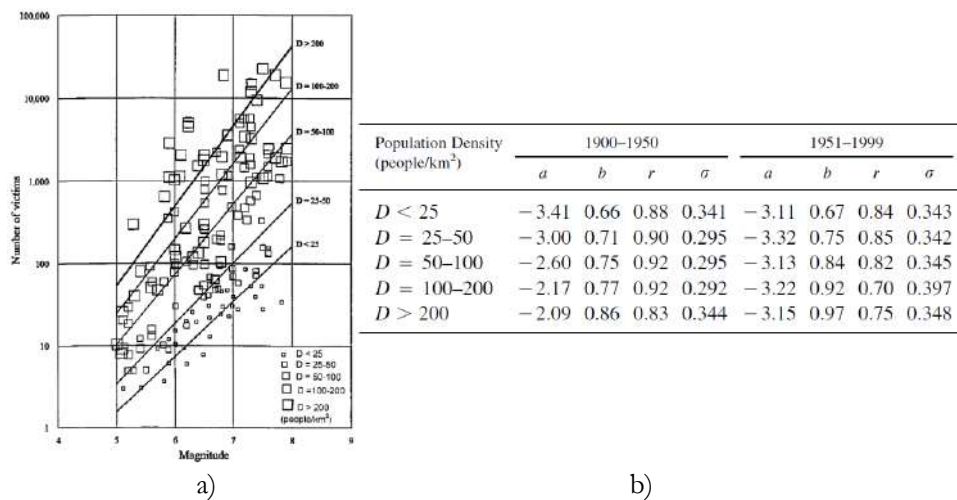 100,000
10,000
1,000
100
10
1
Number of victims
D > 200
D = 100-200
D = 50-100
D = 25-50
D < 25
□ D < 25
□ D = 25-50
□ D = 50-100
□ D = 100-200
□ D > 200
(people/km²)
4 5 6 7 8 9
Magnitude
a)
Population Density (people/km²) 1900–1950 1951–1999
a b r σ a b r σ
D < 25 −3.41 0.66 0.88 0.341 −3.11 0.67 0.84 0.343
D = 25–50 −3.00 0.71 0.90 0.295 −3.32 0.75 0.85 0.342
D = 50–100 −2.60 0.75 0.92 0.295 −3.13 0.84 0.82 0.345
D = 100–200 −2.17 0.77 0.92 0.292 −3.22 0.92 0.70 0.397
D > 200 −2.09 0.86 0.83 0.344 −3.15 0.97 0.75 0.348
b)